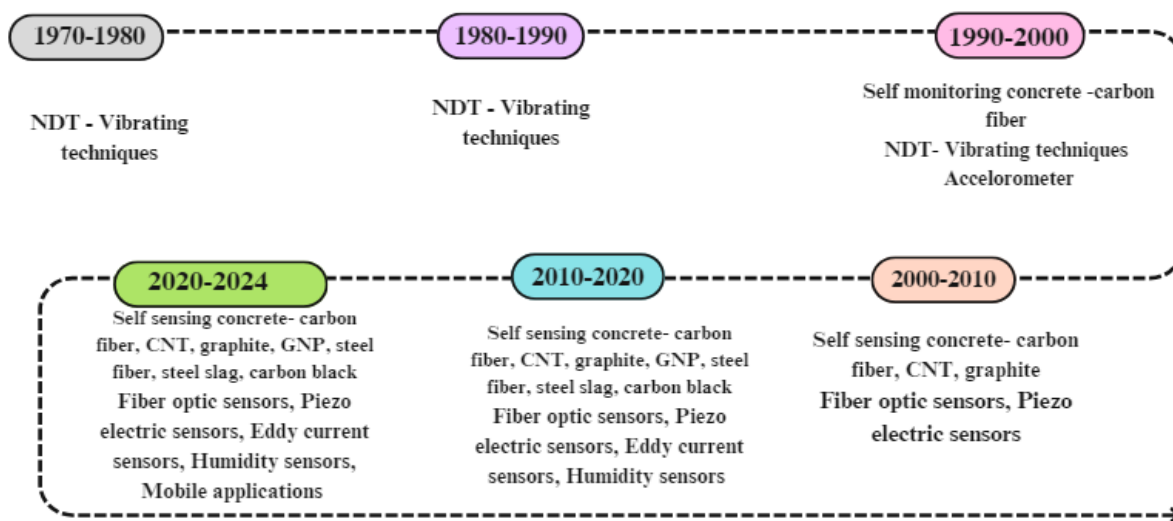 1970-1980
NDT - Vibrating
techniques
1980-1990
NDT - Vibrating
techniques
1990-2000
Self monitoring concrete -carbon
fiber
NDT- Vibrating techniques
Accelorometer
2000-2010
Self sensing concrete- carbon
fiber, CNT, graphite
Fiber optic sensors, Piezo
electric sensors
2010-2020
Self sensing concrete- carbon
fiber, CNT, graphite, GNP, steel
fiber, steel slag, carbon black
Fiber optic sensors, Piezo
electric sensors, Eddy current
sensors, Humidity sensors
2020-2024
Self sensing concrete- carbon
fiber, CNT, graphite, GNP, steel
fiber, steel slag, carbon black
Fiber optic sensors, Piezo
electric sensors, Eddy current
sensors, Humidity sensors,
Mobile applications